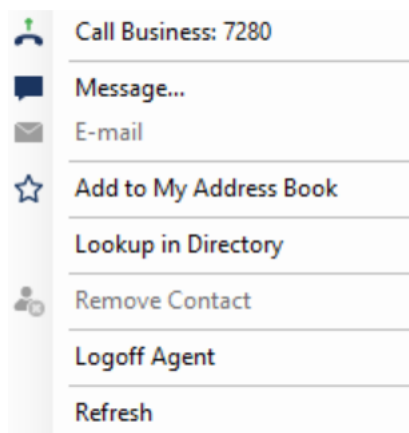 Call Business: 7280
Message...
E-mail
Add to My Address Book
Lookup in Directory
Remove Contact
Logoff Agent
Refresh